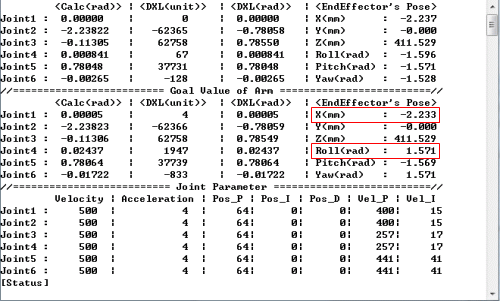 <Calc(rad)> ¦ <DXL(unit)> ¦ <DXL(rad)> ¦ <EndEffector's Pose>
Joint1 : 0.00000 ¦ 0 ¦ 0.00000 ¦ X(mm) : -2.237
Joint2 : -2.23822 ¦ -62365 ¦ -0.78058 ¦ Y(mm) : -0.000
Joint3 : -0.11305 ¦ 62758 ¦ 0.78550 ¦ Z(mm) : 411.529
Joint4 : 0.000841 ¦ 67 ¦ 0.000841 ¦ Roll(rad) : -1.596
Joint5 : 0.78048 ¦ 37731 ¦ 0.78048 ¦ Pitch(rad) : -1.571
Joint6 : -0.00265 ¦ -128 ¦ -0.00265 ¦ Yaw(rad) : -1.528
//====================== Goal Value of Arm ======================//
<Calc(rad)> ¦ <DXL(unit)> ¦ <DXL(rad)> ¦ <EndEffector's Pose>
Joint1 : 0.00005 ¦ 4 ¦ 0.00005 ¦ X(mm) : -2.233
Joint2 : -2.23823 ¦ -62366 ¦ -0.78059 ¦ Y(mm) : -0.000
Joint3 : -0.11306 ¦ 62758 ¦ 0.78549 ¦ Z(mm) : 411.529
Joint4 : 0.02437 ¦ 1947 ¦ 0.02437 ¦ Roll(rad) : 1.571
Joint5 : 0.78064 ¦ 37739 ¦ 0.78064 ¦ Pitch(rad) : -1.569
Joint6 : -0.01722 ¦ -833 ¦ -0.01722 ¦ Yaw(rad) : 1.571
//====================== Joint Parameter ======================//
Velocity ¦ Acceleration ¦ Pos_P ¦ Pos_I ¦ Pos_D ¦ Vel_P ¦ Vel_I
Joint1 : 500 ¦ 4 ¦ 64¦ 0¦ 0¦ 400¦ 15
Joint2 : 500 ¦ 4 ¦ 64¦ 0¦ 0¦ 400¦ 15
Joint3 : 500 ¦ 4 ¦ 64¦ 0¦ 0¦ 257¦ 17
Joint4 : 500 ¦ 4 ¦ 64¦ 0¦ 0¦ 257¦ 17
Joint5 : 500 ¦ 4 ¦ 64¦ 0¦ 0¦ 441¦ 41
Joint6 : 500 ¦ 4 ¦ 64¦ 0¦ 0¦ 441¦ 41
[Status]